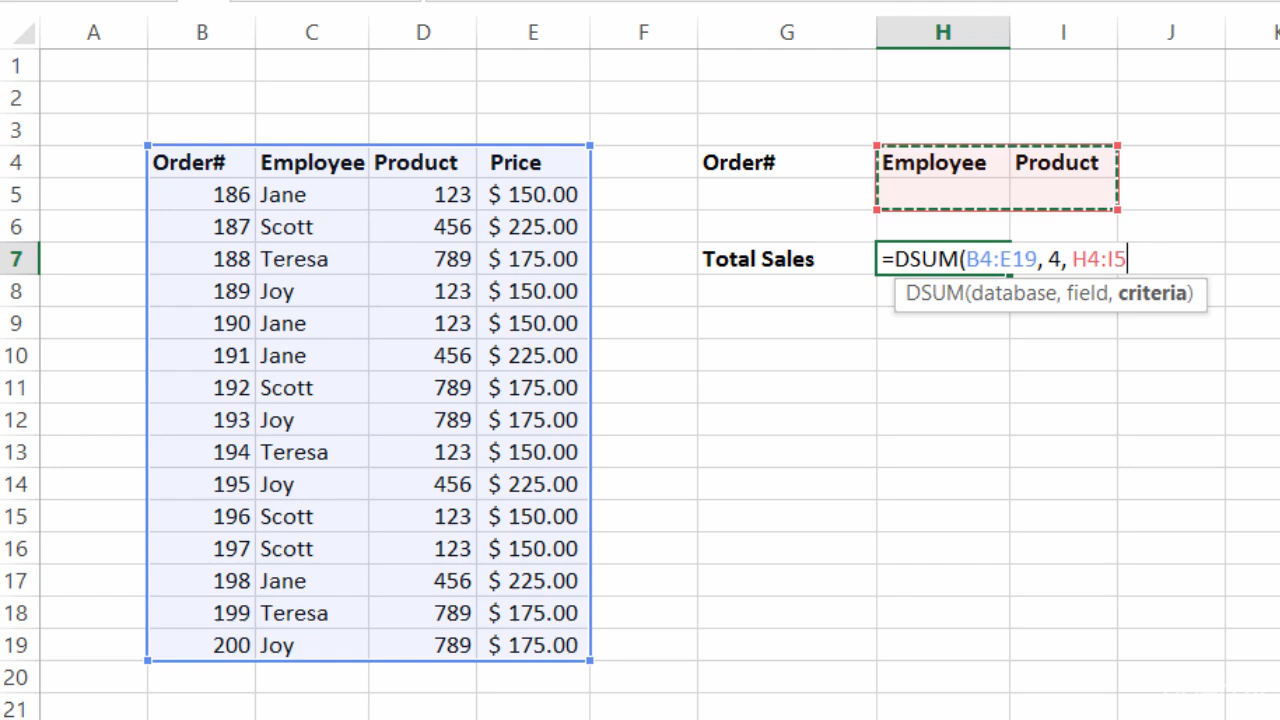 A B C D E F G H I J K
1
2
3
4 Order# Employee Product Price Order# Employee Product
5 186 Jane 123 $ 150.00
6 187 Scott 456 $ 225.00
7 188 Teresa 789 $ 175.00 Total Sales =DSUM(B4:E19, 4, H4:I5
8 189 Joy 123 $ 150.00 DSUM(database, field, criteria)
9 190 Jane 123 $ 150.00
10 191 Jane 456 $ 225.00
11 192 Scott 789 $ 175.00
12 193 Joy 789 $ 175.00
13 194 Teresa 123 $ 150.00
14 195 Joy 456 $ 225.00
15 196 Scott 123 $ 150.00
16 197 Scott 123 $ 150.00
17 198 Jane 456 $ 225.00
18 199 Teresa 789 $ 175.00
19 200 Joy 789 $ 175.00
20
21